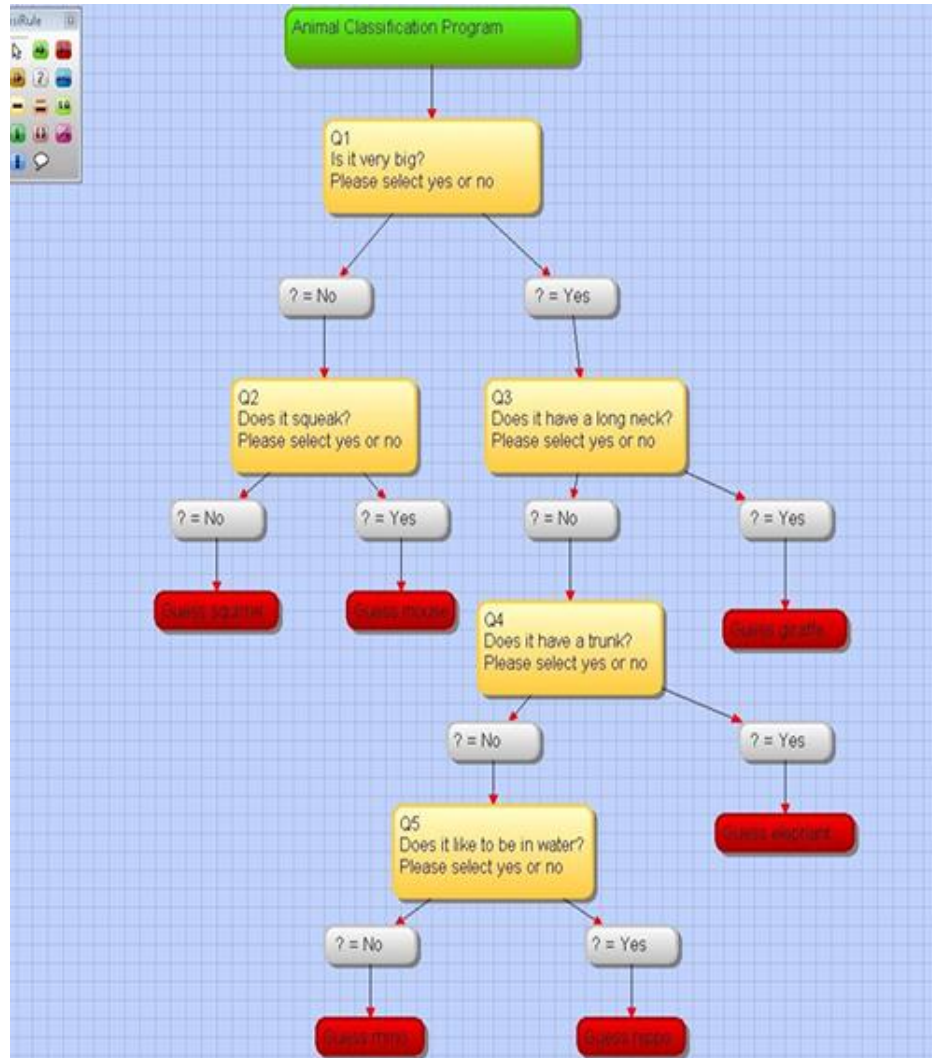 siRule
Animal Classification Program
Q1
Is it very big?
Please select yes or no
? = No
? = Yes
Q2
Does it squeak?
Please select yes or no
Q3
Does it have a long neck?
Please select yes or no
? = No
? = Yes
? = No
? = Yes
Guess squirrel
Guess mouse
Guess giraffe
Q4
Does it have a trunk?
Please select yes or no
? = No
? = Yes
Guess elephant
Q5
Does it like to be in water?
Please select yes or no
? = No
? = Yes
Guess rhino
Guess hippo